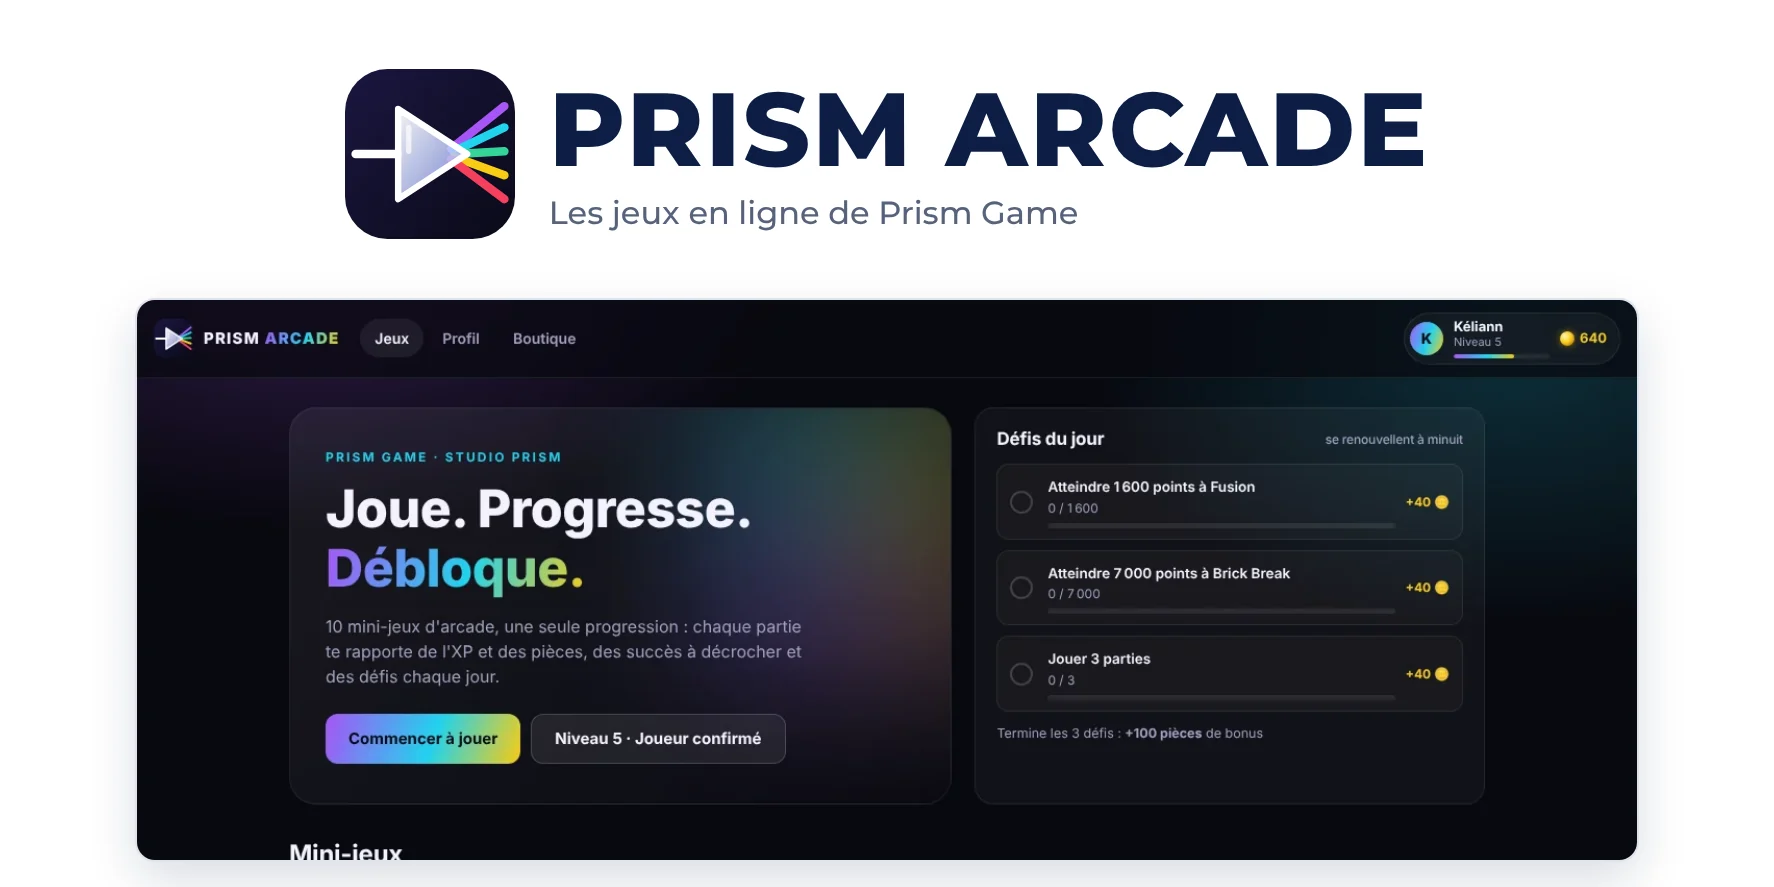 PRISM ARCADE
Les jeux en ligne de Prism Game
PRISM ARCADE
Jeux
Profil
Boutique
K
Kéliann
Niveau 5
640
PRISM GAME · STUDIO PRISM
Joue. Progresse.
Débloque.
10 mini-jeux d'arcade, une seule progression : chaque partie
te rapporte de l'XP et des pièces, des succès à décrocher et
des défis chaque jour.
Commencer à jouer
Niveau 5 · Joueur confirmé
Défis du jour
se renouvellent à minuit
Atteindre 1 600 points à Fusion
0 / 1 600
+40
Atteindre 7 000 points à Brick Break
0 / 7 000
+40
Jouer 3 parties
0 / 3
+40
Termine les 3 défis : +100 pièces de bonus
Mini-jeux